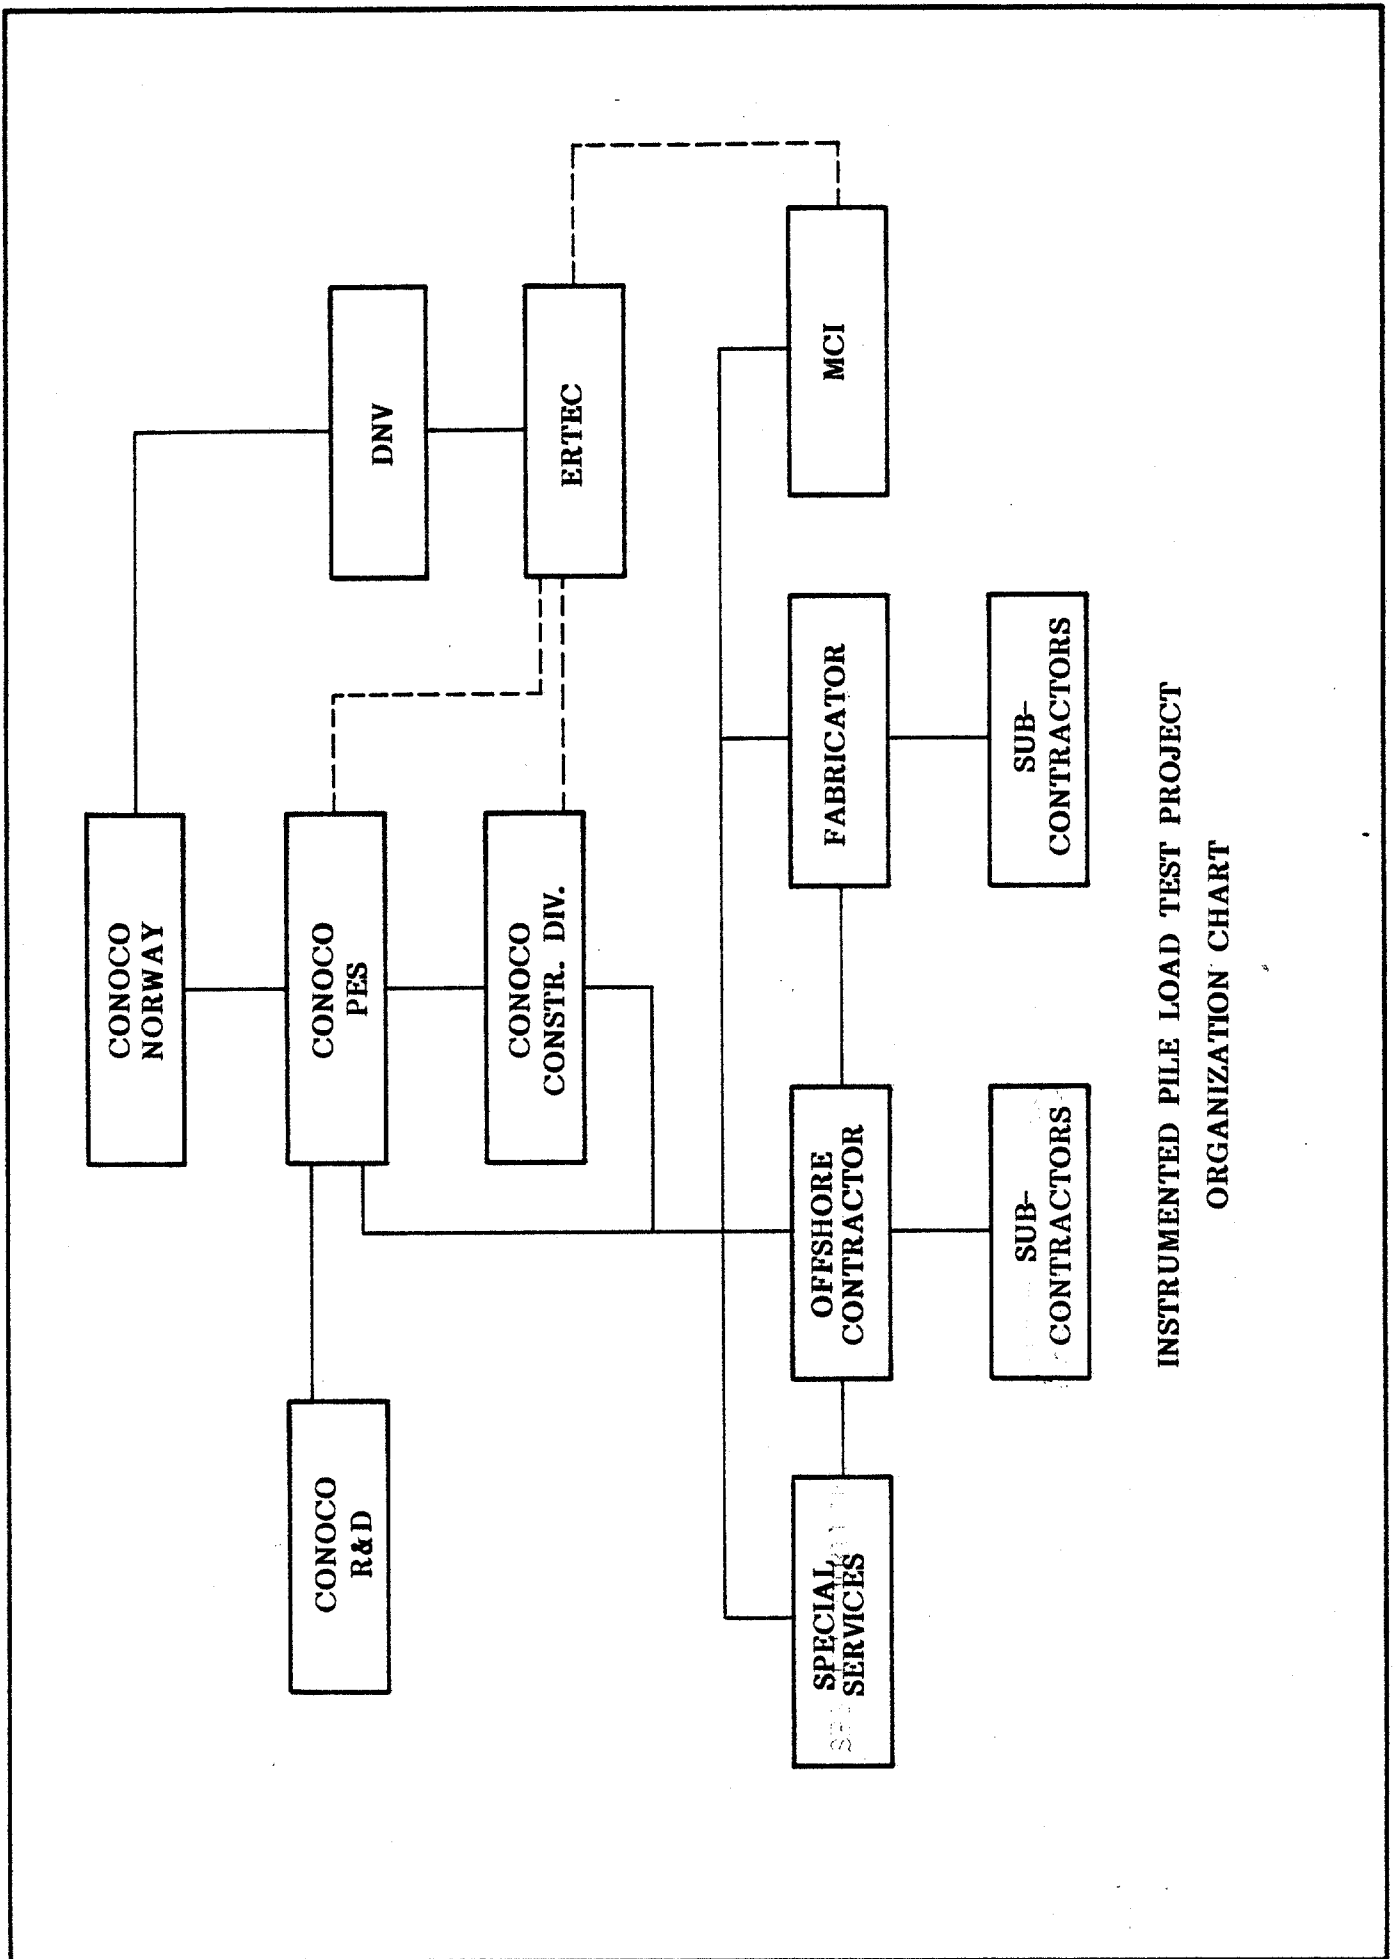 CONOCO
NORWAY
CONOCO
R&D
CONOCO
PES
DNV
CONOCO
CONSTR. DIV.
ERTEC
SPECIAL
SERVICES
OFFSHORE
CONTRACTOR
FABRICATOR
MCI
SUB-
CONTRACTORS
SUB-
CONTRACTORS
INSTRUMENTED PILE LOAD TEST PROJECT
ORGANIZATION CHART